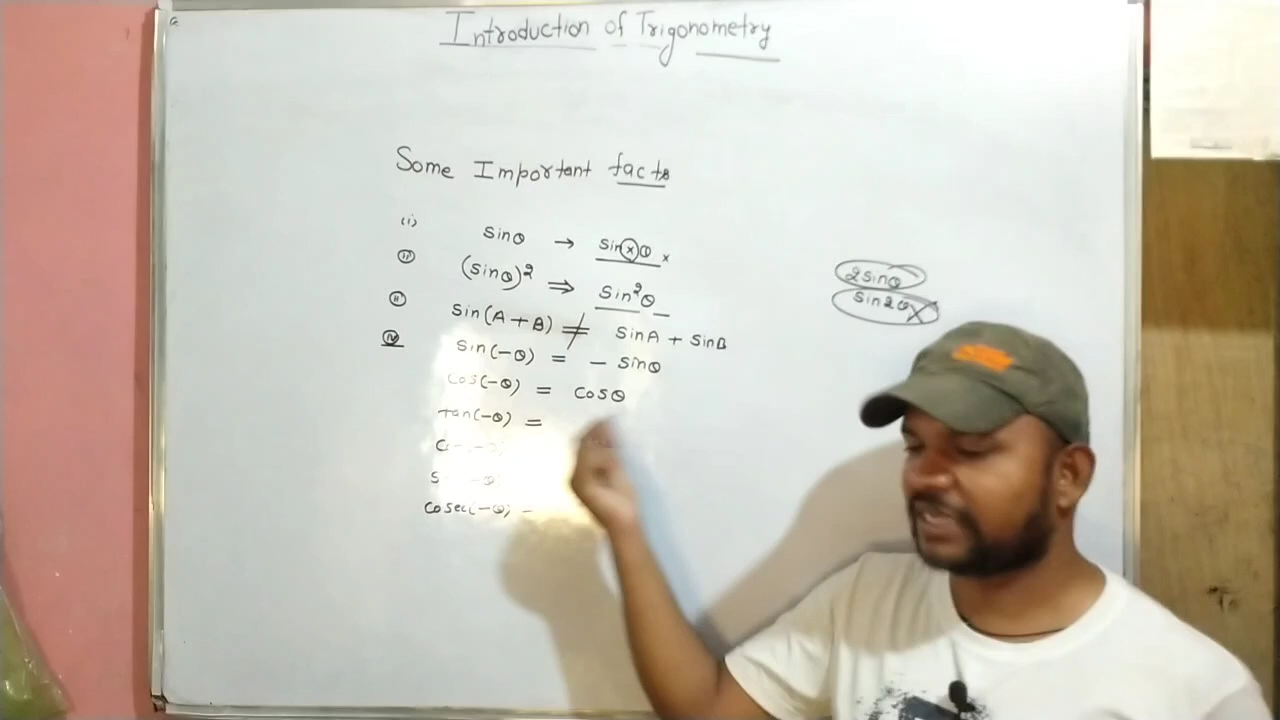 Introduction of Trigonometry
Some Important facts
(i) sinθ → sin(x)θ x
(ii) (sinθ)² ⇒ sin²θ
(ii) sin(A+B) ≠ sinA + sinB
(iv) sin(-θ) = - sinθ
cos(-θ) = cosθ
tan(-θ) =
cosec(-θ) =
2sinθ
sin2θ x